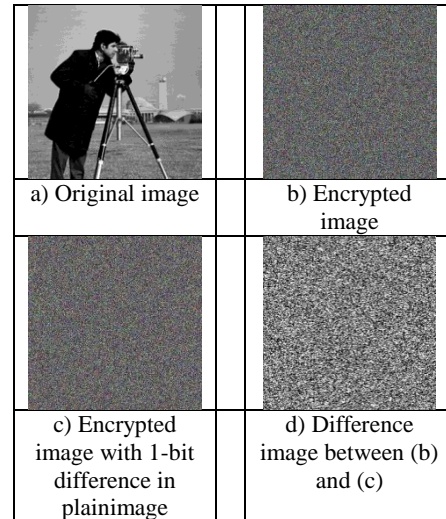 a) Original image
b) Encrypted
image
c) Encrypted
image with 1-bit
difference in
plainimage
d) Difference
image between (b)
and (c)